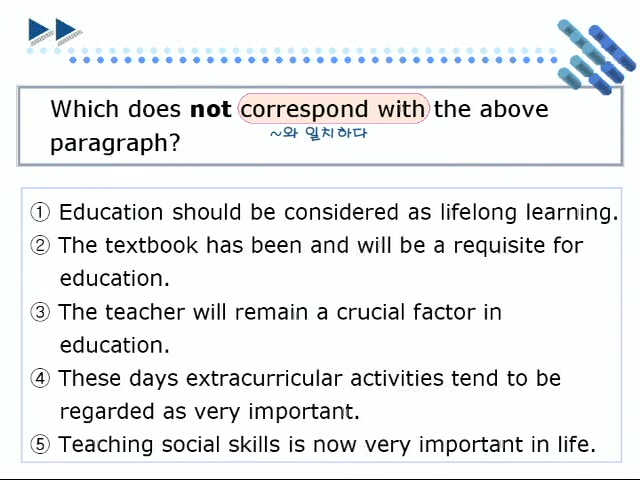 Which does not correspond with the above
~와 일치하다
paragraph?
① Education should be considered as lifelong learning.
② The textbook has been and will be a requisite for
education.
③ The teacher will remain a crucial factor in
education.
④ These days extracurricular activities tend to be
regarded as very important.
⑤ Teaching social skills is now very important in life.